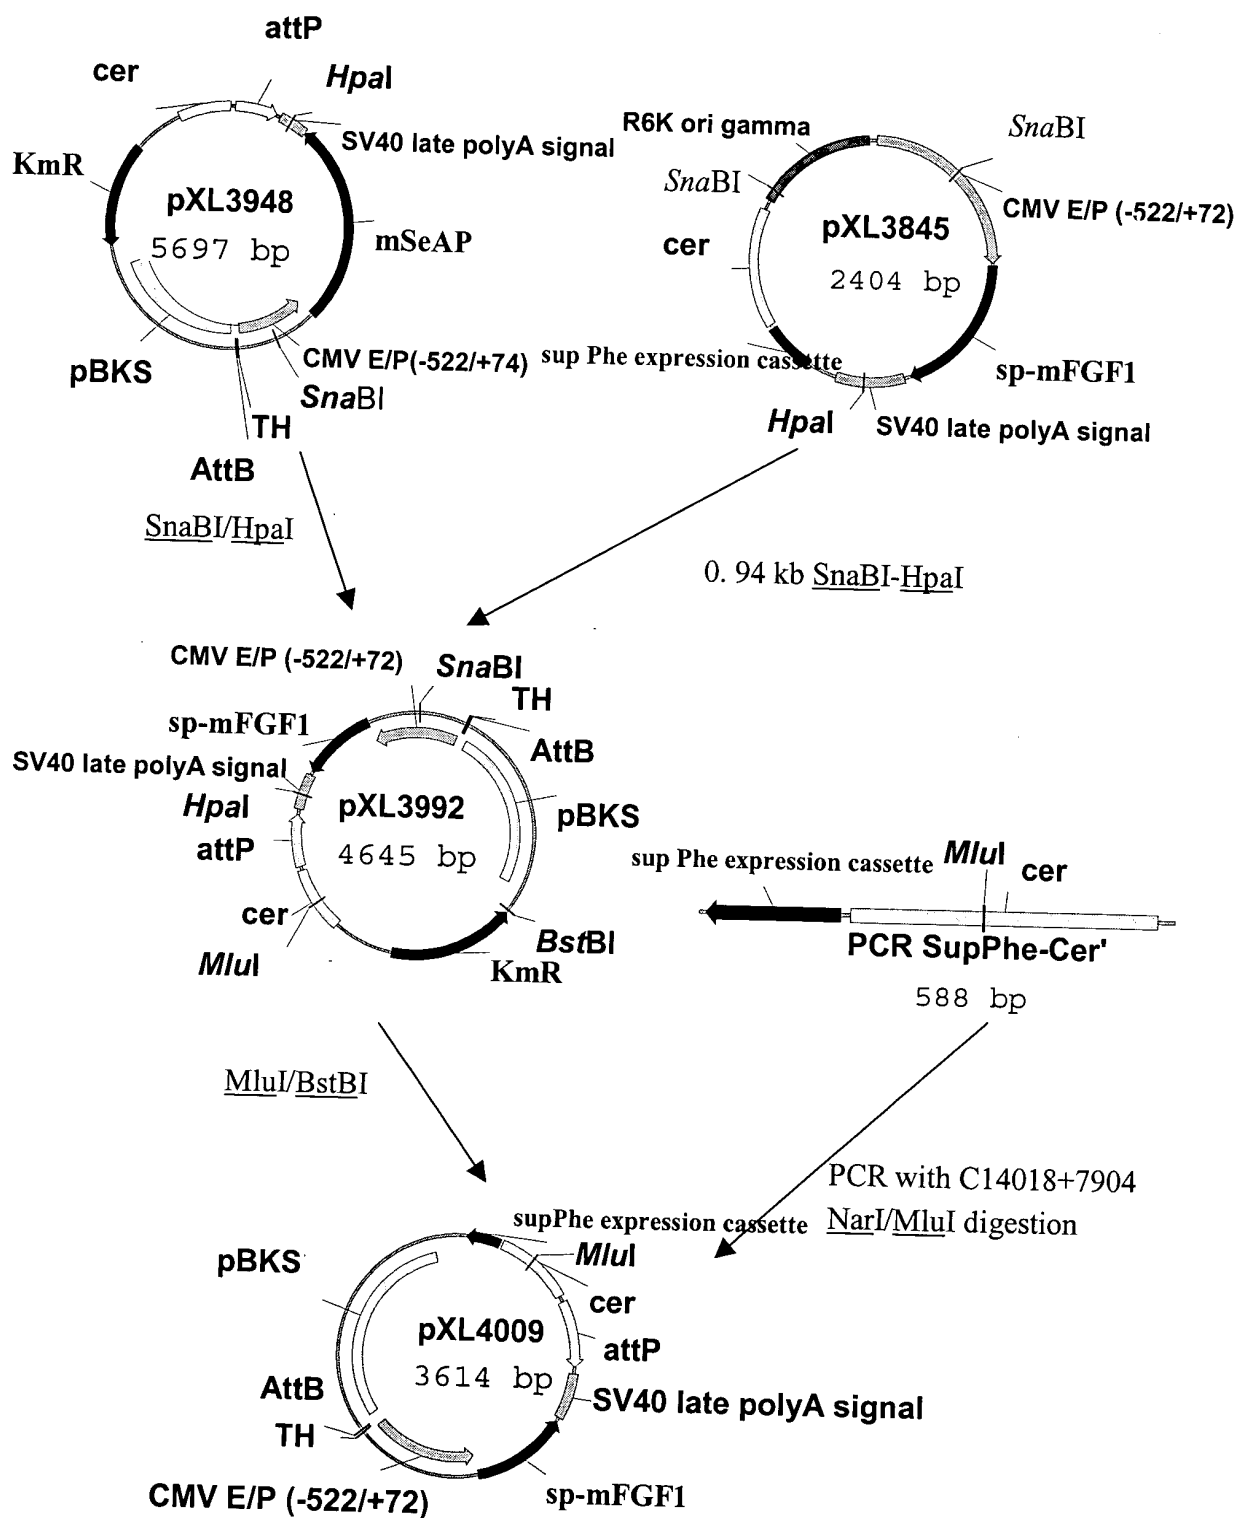 attP
cer
HpaI
SV40 late polyA signal
KmR
pXL3948
5697 bp
mSeAP
pBKS
CMV E/P(-522/+74)
SnaBI
TH
AttB
R6K ori gamma
SnaBI
SnaBI
CMV E/P (-522/+72)
pXL3845
cer
2404 bp
sup Phe expression cassette
sp-mFGF1
HpaI
SV40 late polyA signal
SnaBI/HpaI
0. 94 kb SnaBI-HpaI
CMV E/P (-522/+72)
SnaBI
TH
sp-mFGF1
AttB
SV40 late polyA signal
HpaI
pXL3992
pBKS
attP
4645 bp
cer
BstBI
MluI
KmR
sup Phe expression cassette
MluI
cer
PCR SupPhe-Cer'
588 bp
MluI/BstBI
PCR with C14018+7904
NarI/MluI digestion
supPhe expression cassette
pBKS
MluI
cer
pXL4009
attP
3614 bp
AttB
SV40 late polyA signal
TH
CMV E/P (-522/+72)
sp-mFGF1